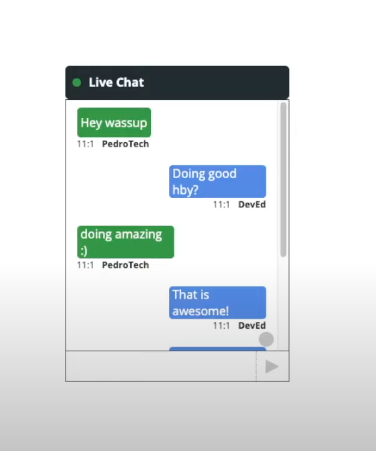 Live Chat
Hey wassup
11:1 PedroTech
Doing good
hby?
11:1 DevEd
doing amazing
:)
11:1 PedroTech
That is
awesome!
11:1 DevEd